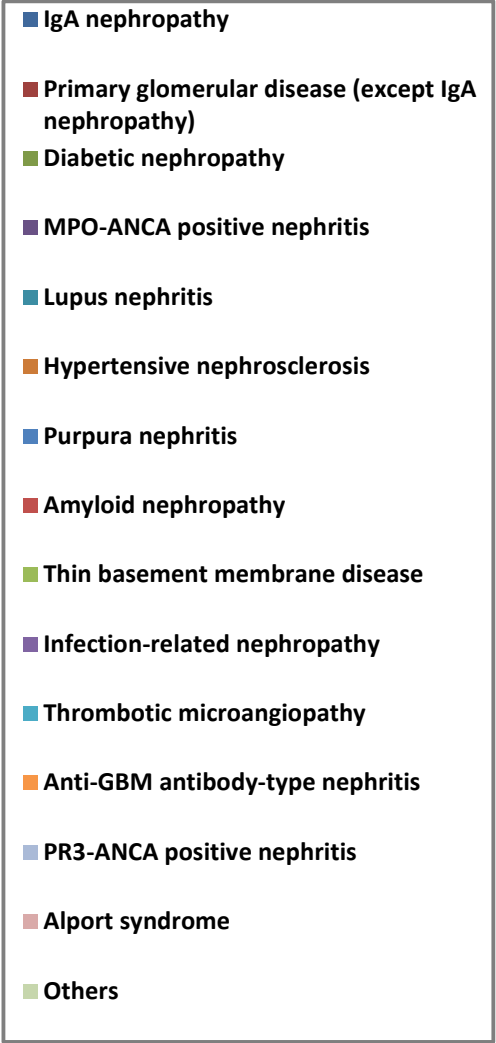 IgA nephropathy
Primary glomerular disease (except IgA
nephropathy)
Diabetic nephropathy
MPO-ANCA positive nephritis
Lupus nephritis
Hypertensive nephrosclerosis
Purpura nephritis
Amyloid nephropathy
Thin basement membrane disease
Infection-related nephropathy
Thrombotic microangiopathy
Anti-GBM antibody-type nephritis
PR3-ANCA positive nephritis
Alport syndrome
Others